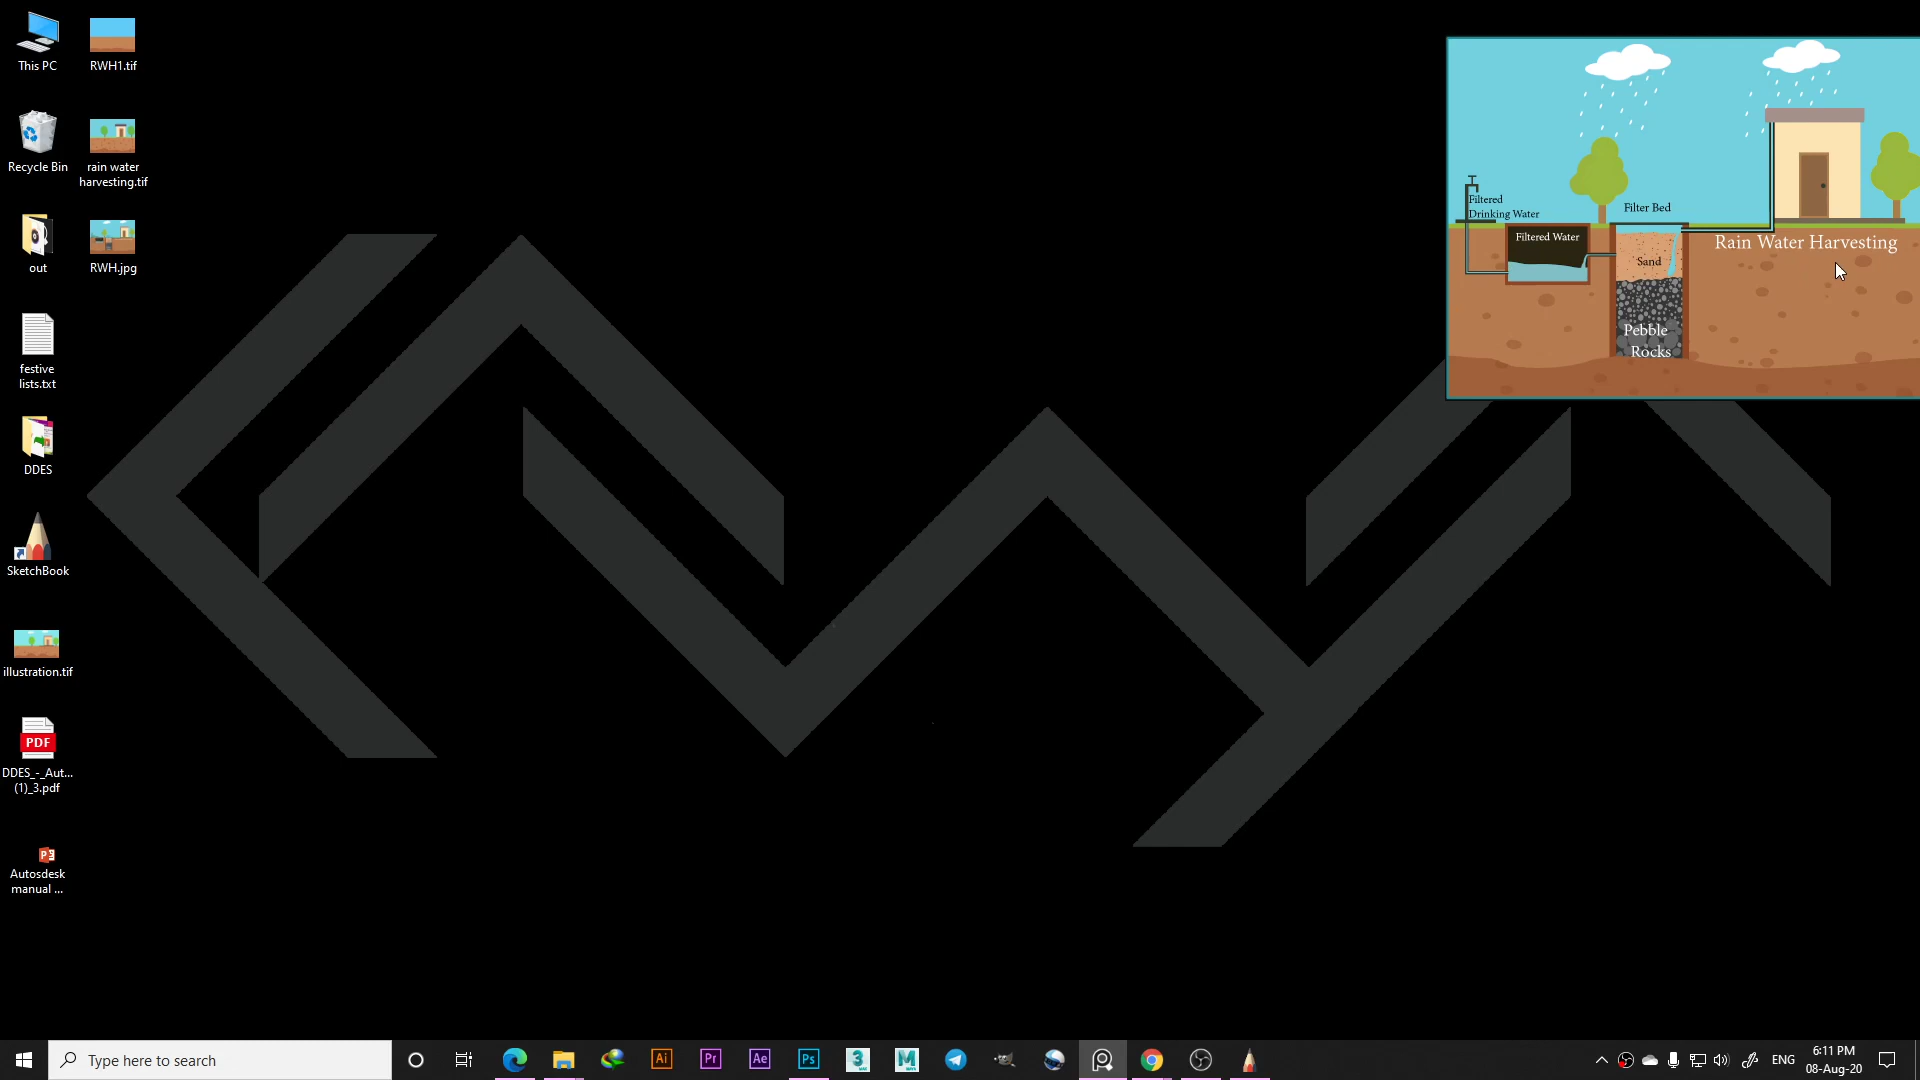 This PC
RWH1.tif
Recycle Bin
rain water
harvesting.tif
out
RWH.jpg
festive
lists.txt
DDES
SketchBook
illustration.tif
PDF
DDES_-_Aut...
(1)_3.pdf
Autosdesk
manual ...
Filtered
Drinking Water
Filter Bed
Filtered Water
Rain Water Harvesting
Sand
Pebble
Rocks
Type here to search
Ai
Pr
Ae
Ps
3
M
ENG
6:11 PM
08-Aug-20